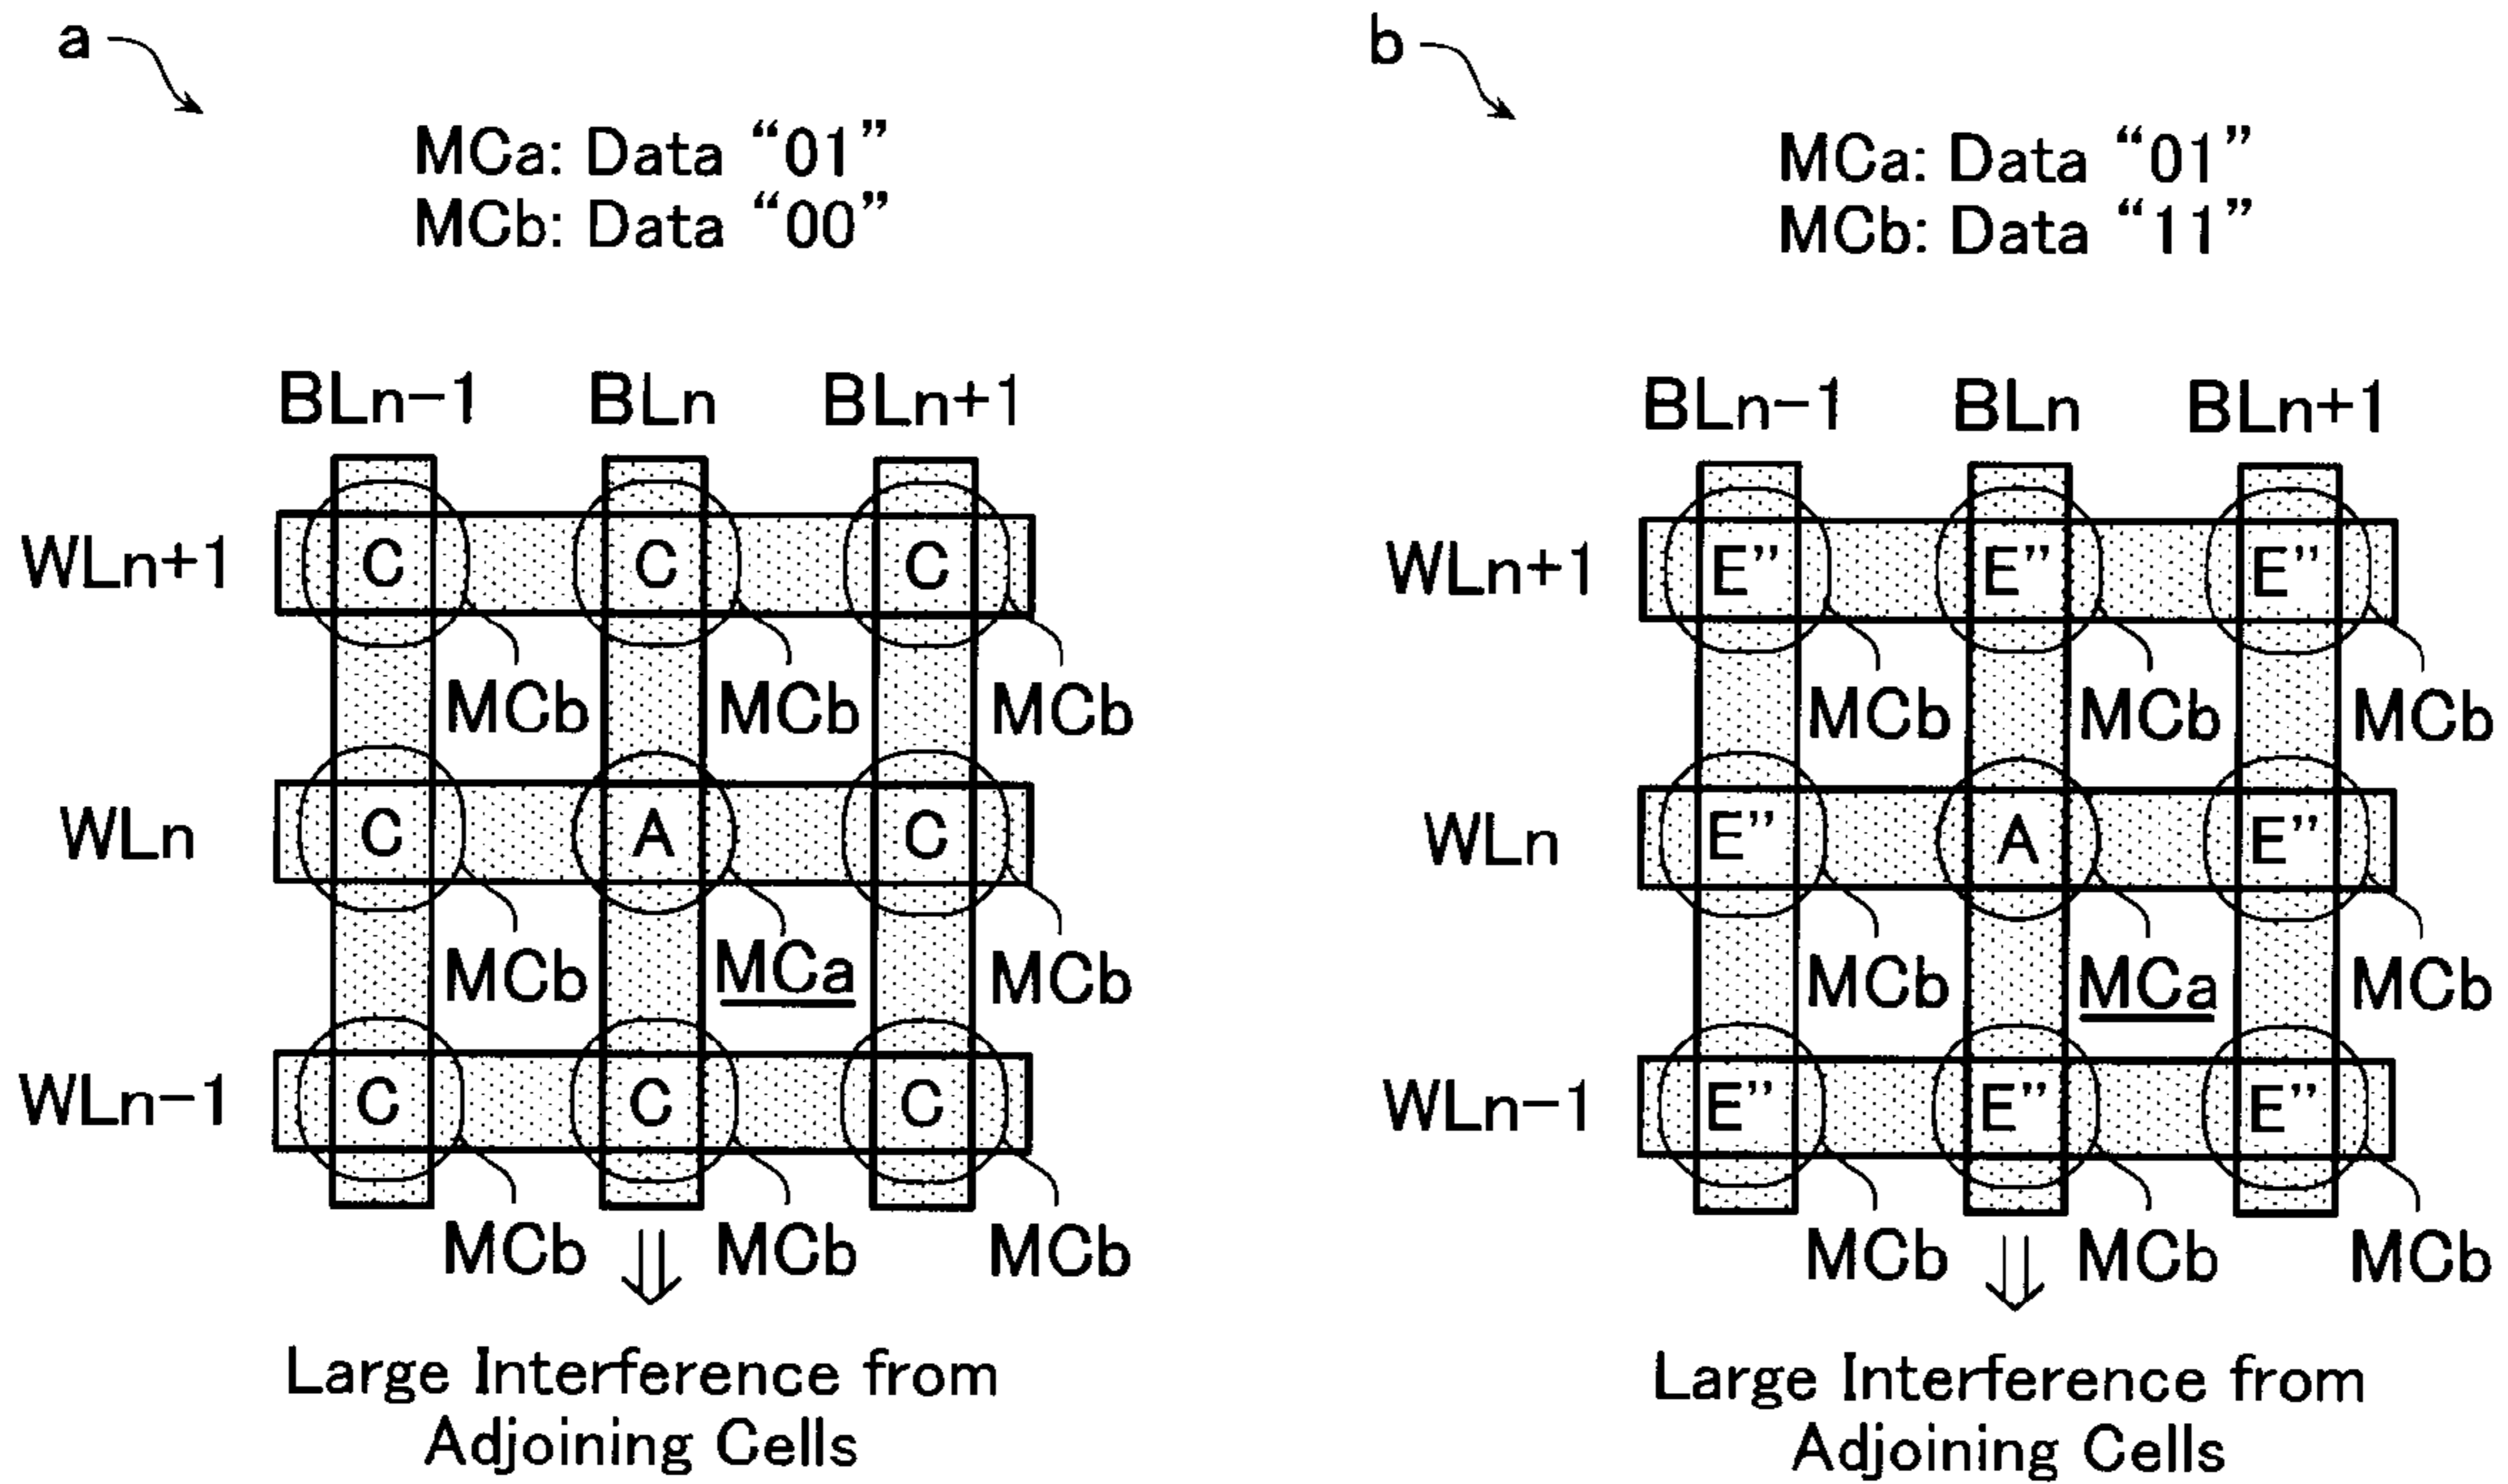 a
MCa: Data “01”
MCb: Data “00”
BLn-1 BLn BLn+1
WLn+1 C C C
MCb MCb MCb
WLn C A C
MCb MCa MCb
WLn-1 C C C
MCb MCb MCb
Large Interference from
Adjoining Cells
b
MCa: Data “01”
MCb: Data “11”
BLn-1 BLn BLn+1
WLn+1 E” E” E”
MCb MCb MCb
WLn E” A E”
MCb MCa MCb
WLn-1 E” E” E”
MCb MCb MCb
Large Interference from
Adjoining Cells